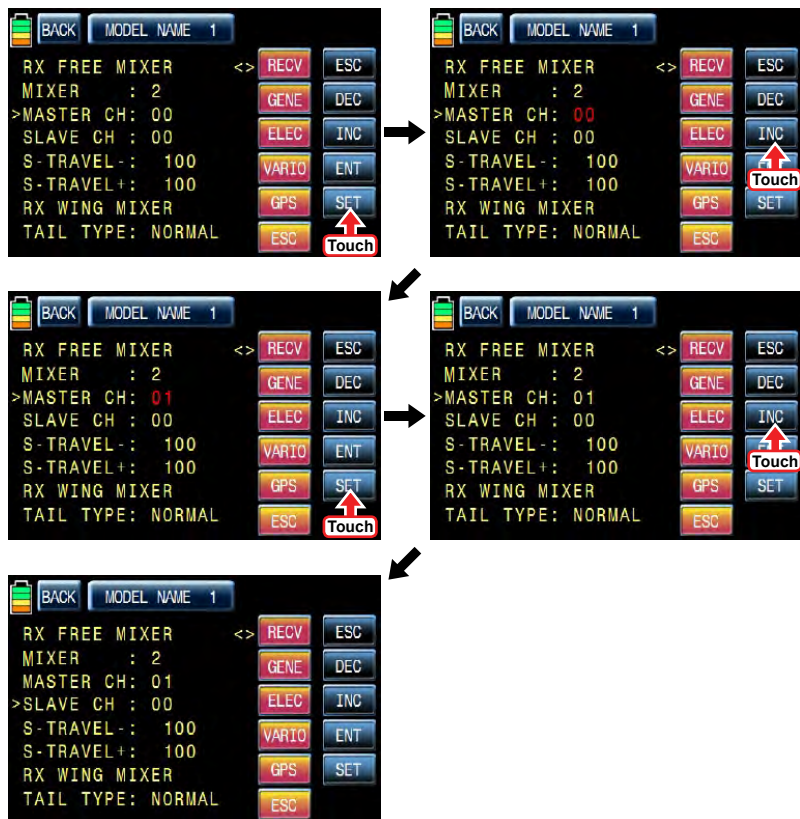 BACK MODEL NAME 1
RX FREE MIXER <> RECV ESC
MIXER : 2 GENE DEC
>MASTER CH: 00
SLAVE CH : 00 ELEC INC
S-TRAVEL-: 100 VARIO ENT
S-TRAVEL+: 100
RX WING MIXER GPS SET
TAIL TYPE: NORMAL ESC Touch
BACK MODEL NAME 1
RX FREE MIXER <> RECV ESC
MIXER : 2 GENE DEC
>MASTER CH: 00
SLAVE CH : 00 ELEC INC
S-TRAVEL-: 100 VARIO Touch
S-TRAVEL+: 100
RX WING MIXER GPS SET
TAIL TYPE: NORMAL ESC
BACK MODEL NAME 1
RX FREE MIXER <> RECV ESC
MIXER : 2 GENE DEC
>MASTER CH: 01
SLAVE CH : 00 ELEC INC
S-TRAVEL-: 100 VARIO ENT
S-TRAVEL+: 100
RX WING MIXER GPS SET
TAIL TYPE: NORMAL ESC Touch
BACK MODEL NAME 1
RX FREE MIXER <> RECV ESC
MIXER : 2 GENE DEC
>MASTER CH: 01
SLAVE CH : 00 ELEC INC
S-TRAVEL-: 100 VARIO Touch
S-TRAVEL+: 100
RX WING MIXER GPS SET
TAIL TYPE: NORMAL ESC
BACK MODEL NAME 1
RX FREE MIXER <> RECV ESC
MIXER : 2 GENE DEC
MASTER CH: 01
>SLAVE CH : 00 ELEC INC
S-TRAVEL-: 100 VARIO ENT
S-TRAVEL+: 100
RX WING MIXER GPS SET
TAIL TYPE: NORMAL ESC